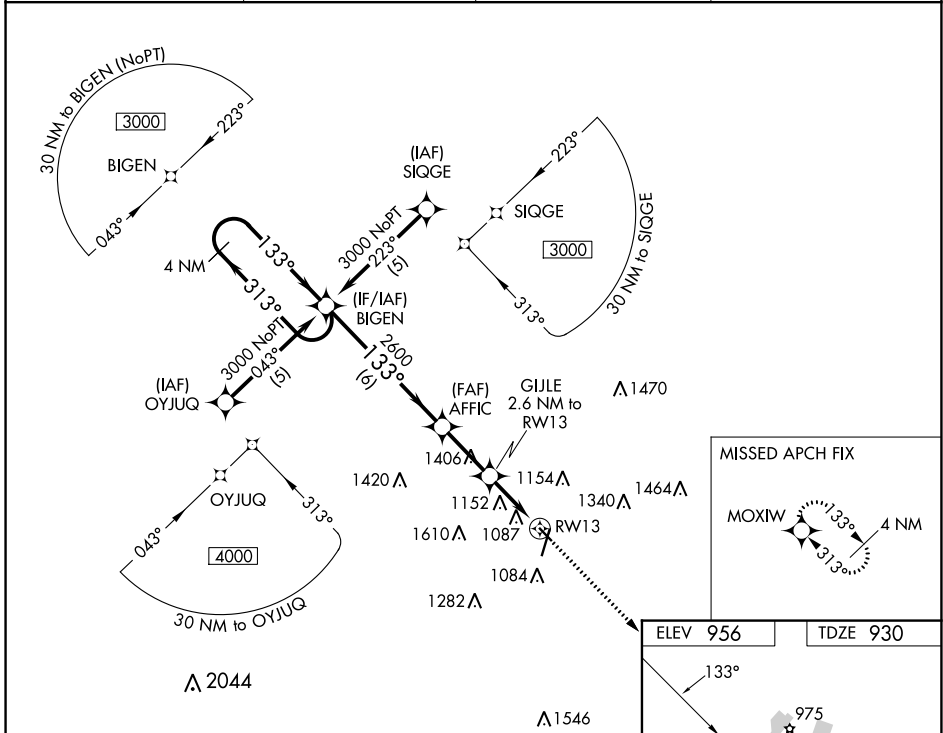 30 NM to BIGEN (NoPT)
3000
BIGEN
223°
043°
(IAF)
SIQGE
223°
SIQGE
3000
313°
30 NM to SIQGE
4 NM
133°
313°
3000 NoPT
223°
(5)
(IF/IAF)
BIGEN
3000 NoPT
043°
(5)
(IAF)
OYJUQ
2600
133°
(6)
(FAF)
AFFIC
GIJLE
2.6 NM to
RW13
1470
1406
1420
1154
1152
1340
1464
1610
1087
RW13
1084
1282
OYJUQ
043°
313°
4000
30 NM to OYJUQ
2044
1546
MISSED APCH FIX
MOXIW
133°
313°
4 NM
ELEV 956
TDZE 930
133°
975